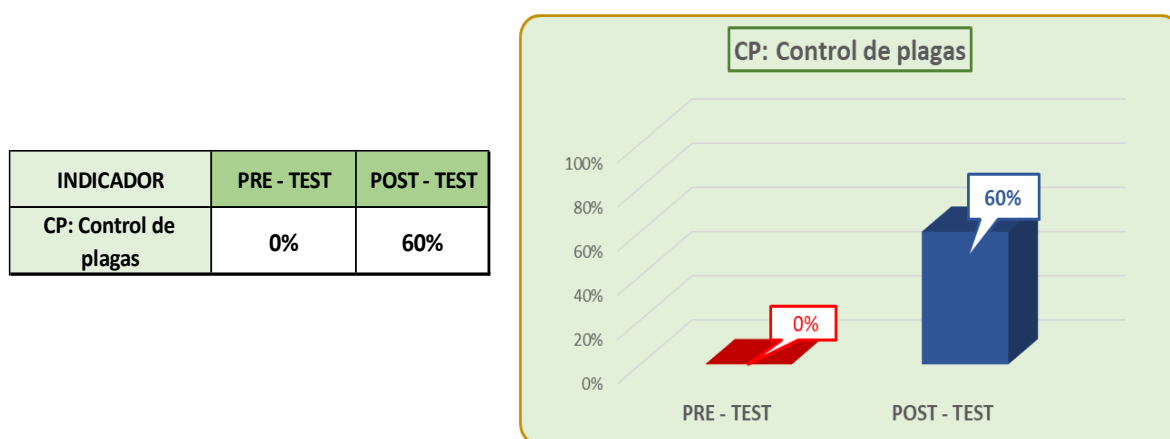 INDICADOR PRE - TEST POST - TEST
CP: Control de
plagas
0% 60%
CP: Control de plagas
100%
80%
60%
40%
20%
0%
60%
0%
PRE - TEST POST - TEST